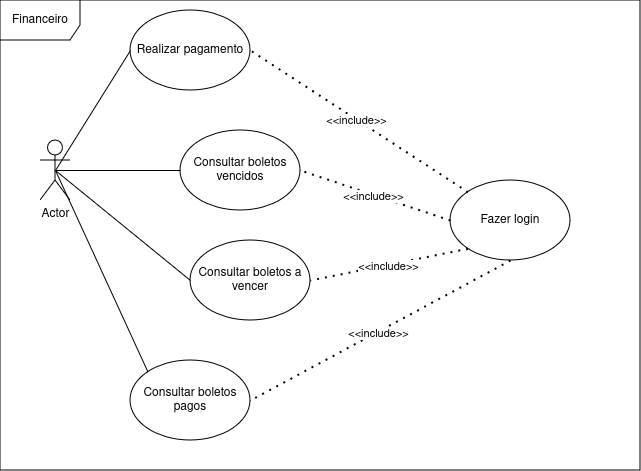 Financeiro
Realizar pagamento
<<include>>
Consultar boletos
vencidos
<<include>>
Actor
Fazer login
Consultar boletos a
vencer
<<include>>
<<include>>
Consultar boletos
pagos